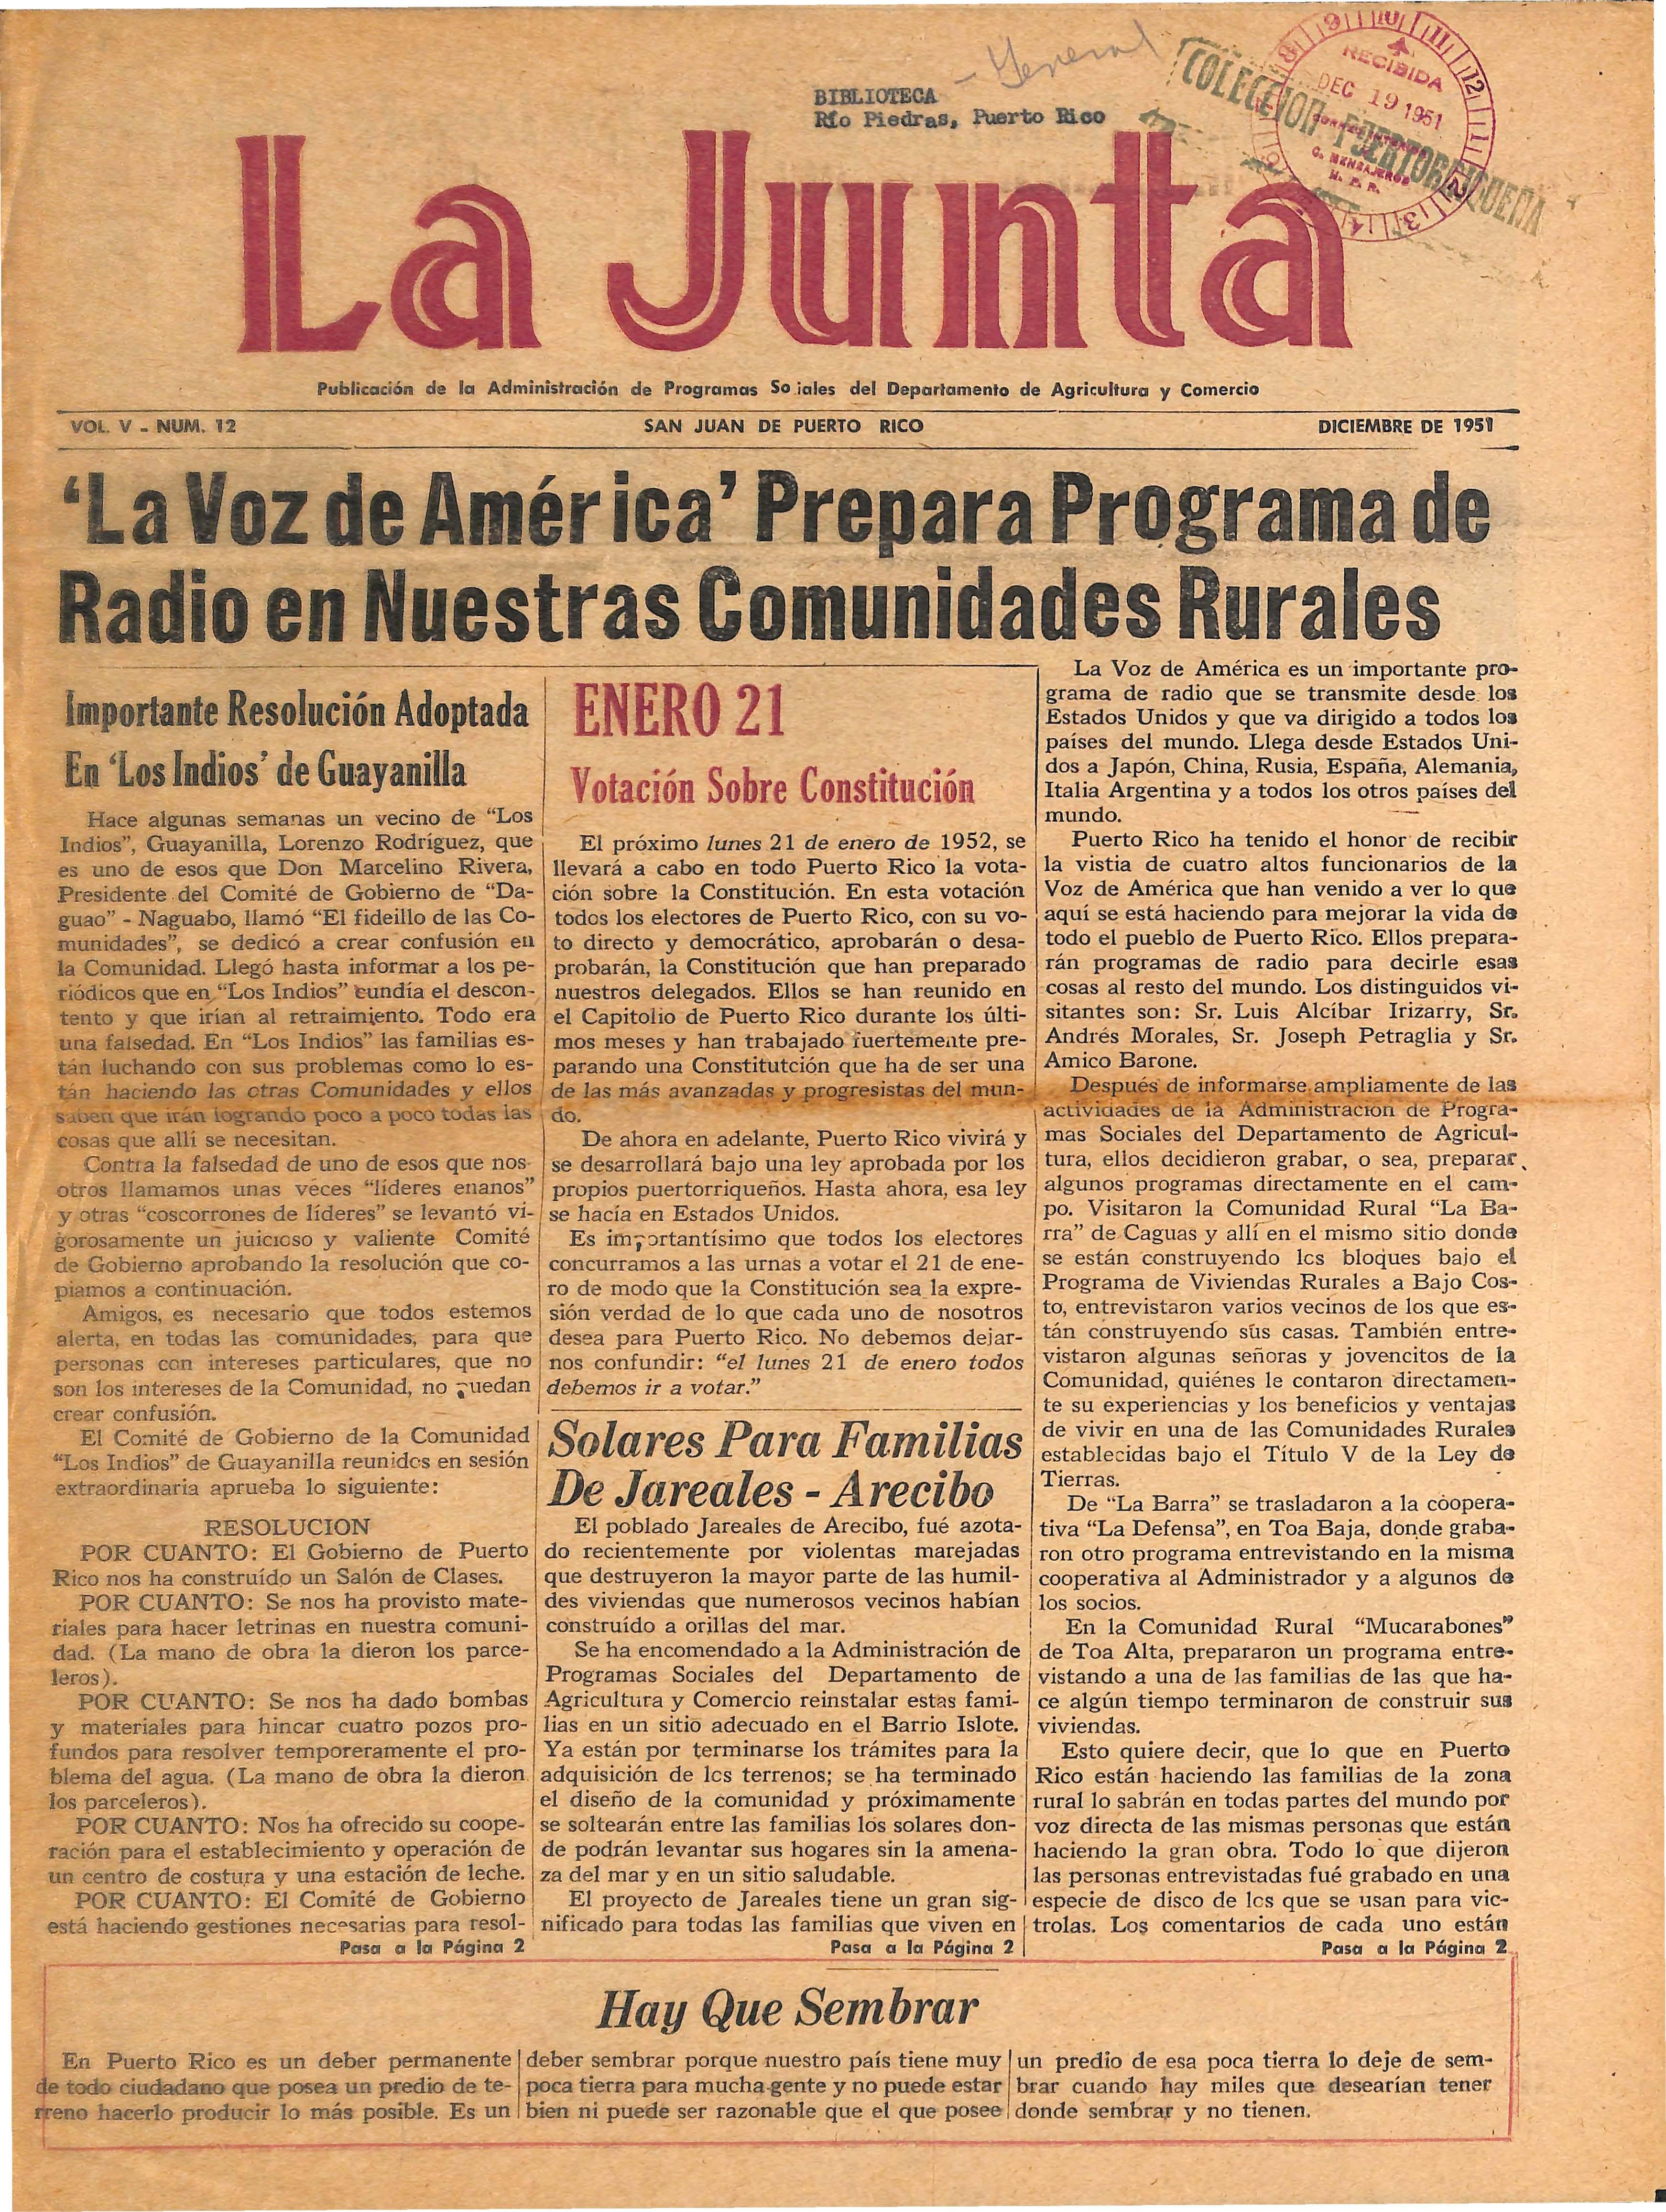 BIBLIOTECA
Río Piedras, Puerto Rico
- General
COLECCION PUERTORRIQUEÑA
RECIBIDA
DEC 19 1951
La Junta
Publicación de la Administración de Programas So iales del Departamento de Agricultura y Comercio
VOL. V - NUM. 12
SAN JUAN DE PUERTO RICO
DICIEMBRE DE 1951
‘La Voz de América’ Prepara Programa de
Radio en Nuestras Comunidades Rurales
Importante Resolución Adoptada
En ‘Los Indios’ de Guayanilla
Hace algunas semanas un vecino de “Los
Indios”, Guayanilla, Lorenzo Rodríguez, que
es uno de esos que Don Marcelino Rivera,
Presidente del Comité de Gobierno de “Da-
guao” - Naguabo, llamó “El fideillo de las Co-
munidades”, se dedicó a crear confusión en
la Comunidad. Llegó hasta informar a los pe-
riódicos que en “Los Indios” cundía el descon-
tento y que irían al retraimiento. Todo era
una falsedad. En “Los Indios” las familias es-
tán luchando con sus problemas como lo es-
tán haciendo las otras Comunidades y ellos
saben que irán logrando poco a poco todas las
cosas que allí se necesitan.
Contra la falsedad de uno de esos que nos-
otros llamamos unas veces “líderes enanos”
y otras “coscorrones de líderes” se levantó vi-
gorosamente un juicioso y valiente Comité
de Gobierno aprobando la resolución que co-
piamos a continuación.
Amigos, es necesario que todos estemos
alerta, en todas las comunidades, para que
personas con intereses particulares, que no
son los intereses de la Comunidad, no puedan
crear confusión.
El Comité de Gobierno de la Comunidad
“Los Indios” de Guayanilla reunidos en sesión
extraordinaria aprueba lo siguiente:
RESOLUCION
POR CUANTO: El Gobierno de Puerto
Rico nos ha construído un Salón de Clases.
POR CUANTO: Se nos ha provisto mate-
riales para hacer letrinas en nuestra comuni-
dad. (La mano de obra la dieron los parce-
leros).
POR CUANTO: Se nos ha dado bombas
y materiales para hincar cuatro pozos pro-
fundos para resolver temporeramente el pro-
blema del agua. (La mano de obra la dieron
los parceleros).
POR CUANTO: Nos ha ofrecido su coope-
ración para el establecimiento y operación de
un centro de costura y una estación de leche.
POR CUANTO: El Comité de Gobierno
está haciendo gestiones necesarias para resol-
Pasa a la Página 2
ENERO 21
Votación Sobre Constitución
El próximo lunes 21 de enero de 1952, se
llevará a cabo en todo Puerto Rico la vota-
ción sobre la Constitución. En esta votación
todos los electores de Puerto Rico, con su vo-
to directo y democrático, aprobarán o desa-
probarán, la Constitución que han preparado
nuestros delegados. Ellos se han reunido en
el Capitolio de Puerto Rico durante los últi-
mos meses y han trabajado fuertemente pre-
parando una Constitutción que ha de ser una
de las más avanzadas y progresistas del mun-
do.
De ahora en adelante, Puerto Rico vivirá y
se desarrollará bajo una ley aprobada por los
propios puertorriqueños. Hasta ahora, esa ley
se hacía en Estados Unidos.
Es importantísimo que todos los electores
concurramos a las urnas a votar el 21 de ene-
ro de modo que la Constitución sea la expre-
sión verdad de lo que cada uno de nosotros
desea para Puerto Rico. No debemos dejar-
nos confundir: “el lunes 21 de enero todos
debemos ir a votar.”
Solares Para Familias
De Jareales - Arecibo
El poblado Jareales de Arecibo, fué azota-
do recientemente por violentas marejadas
que destruyeron la mayor parte de las humil-
des viviendas que numerosos vecinos habían
construído a orillas del mar.
Se ha encomendado a la Administración de
Programas Sociales del Departamento de
Agricultura y Comercio reinstalar estas fami-
lias en un sitio adecuado en el Barrio Islote.
Ya están por terminarse los trámites para la
adquisición de los terrenos; se ha terminado
el diseño de la comunidad y próximamente
se soltearán entre las familias los solares don-
de podrán levantar sus hogares sin la amena-
za del mar y en un sitio saludable.
El proyecto de Jareales tiene un gran sig-
nificado para todas las familias que viven en
Pasa a la Página 2
La Voz de América es un importante pro-
grama de radio que se transmite desde los
Estados Unidos y que va dirigido a todos los
países del mundo. Llega desde Estados Uni-
dos a Japón, China, Rusia, España, Alemania,
Italia Argentina y a todos los otros países del
mundo.
Puerto Rico ha tenido el honor de recibir
la vistia de cuatro altos funcionarios de la
Voz de América que han venido a ver lo que
aquí se está haciendo para mejorar la vida de
todo el pueblo de Puerto Rico. Ellos prepara-
rán programas de radio para decirle esas
cosas al resto del mundo. Los distinguidos vi-
sitantes son: Sr. Luis Alcíbar Irizarry, Sr.
Andrés Morales, Sr. Joseph Petraglia y Sr.
Amico Barone.
Después de informarse ampliamente de las
actividades de la Administración de Progra-
mas Sociales del Departamento de Agricul-
tura, ellos decidieron grabar, o sea, preparar
algunos programas directamente en el cam-
po. Visitaron la Comunidad Rural “La Ba-
rra” de Caguas y allí en el mismo sitio donde
se están construyendo los bloques bajo el
Programa de Viviendas Rurales a Bajo Cos-
to, entrevistaron varios vecinos de los que es-
tán construyendo sus casas. También entre-
vistaron algunas señoras y jovencitos de la
Comunidad, quiénes le contaron directamen-
te su experiencias y los beneficios y ventajas
de vivir en una de las Comunidades Rurales
establecidas bajo el Título V de la Ley de
Tierras.
De “La Barra” se trasladaron a la coopera-
tiva “La Defensa”, en Toa Baja, donde graba-
ron otro programa entrevistando en la misma
cooperativa al Administrador y a algunos de
los socios.
En la Comunidad Rural “Mucarabones”
de Toa Alta, prepararon un programa entre-
vistando a una de las familias de las que ha-
ce algún tiempo terminaron de construir sus
viviendas.
Esto quiere decir, que lo que en Puerto
Rico están haciendo las familias de la zona
rural lo sabrán en todas partes del mundo por
voz directa de las mismas personas que están
haciendo la gran obra. Todo lo que dijeron
las personas entrevistadas fué grabado en una
especie de disco de los que se usan para vic-
trolas. Los comentarios de cada uno están
Pasa a la Página 2
Hay Que Sembrar
En Puerto Rico es un deber permanente
de todo ciudadano que posea un predio de te-
rreno hacerlo producir lo más posible. Es un
deber sembrar porque nuestro país tiene muy
poca tierra para mucha gente y no puede estar
bien ni puede ser razonable que el que posee
un predio de esa poca tierra lo deje de sem-
brar cuando hay miles que desearían tener
donde sembrar y no tienen.